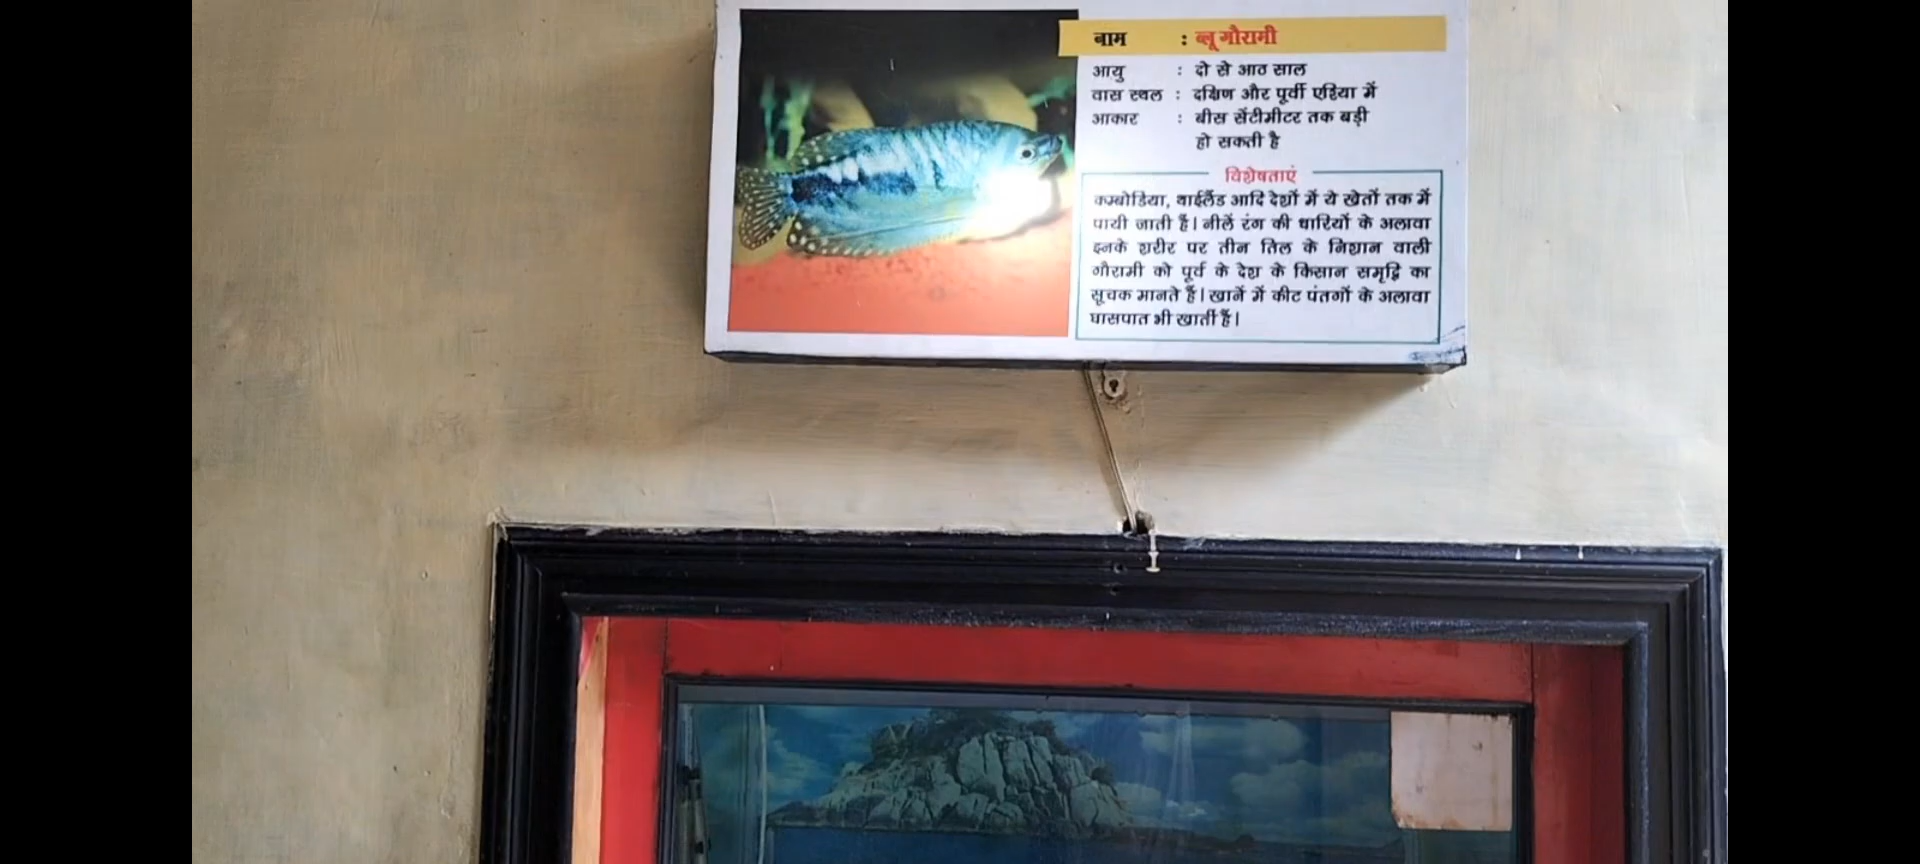 नाम : ब्लू गौरामी
आयु : दो से आठ साल
वास स्थल : दक्षिण और पूर्वी एशिया में
आकार : बीस सेंटीमीटर तक बड़ी
हो सकती है
विशेषताएं
कम्बोडिया, थाईलैंड आदि देशों में ये खेतों तक में
पायी जाती हैं। नीलें रंग की धारियों के अलावा
इनके शरीर पर तीन तिल के निशान वाली
गौरामी को पूर्व के देश के किसान समृद्धि का
सूचक मानते हैं। खानें में कीट पंतगों के अलावा
घासपात भी खातीं हैं।